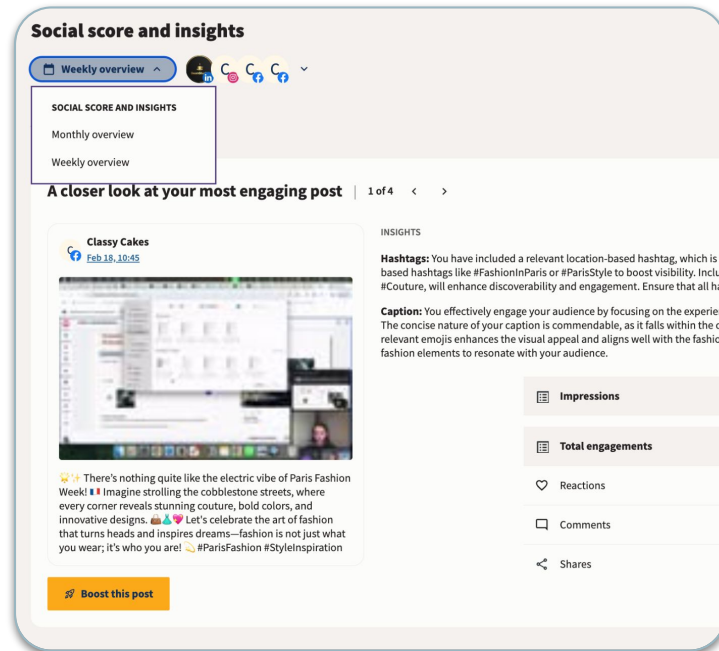 Social score and insights
Weekly overview
SOCIAL SCORE AND INSIGHTS
Monthly overview
Weekly overview
A closer look at your most engaging post | 1 of 4 < >
Classy Cakes
Feb 18, 10:45
🌟✨ There's nothing quite like the electric vibe of Paris Fashion
Week! 🇫🇷 Imagine strolling the cobblestone streets, where
every corner reveals stunning couture, bold colors, and
innovative designs. 👜👗💖 Let's celebrate the art of fashion
that turns heads and inspires dreams—fashion is not just what
you wear; it's who you are! 💫 #ParisFashion #StyleInspiration
Boost this post
INSIGHTS
Hashtags: You have included a relevant location-based hashtag, which is
based hashtags like #FashionInParis or #ParisStyle to boost visibility. Inclu
#Couture, will enhance discoverability and engagement. Ensure that all ha
Caption: You effectively engage your audience by focusing on the experie
The concise nature of your caption is commendable, as it falls within the
relevant emojis enhances the visual appeal and aligns well with the fashio
fashion elements to resonate with your audience.
Impressions
Total engagements
Reactions
Comments
Shares